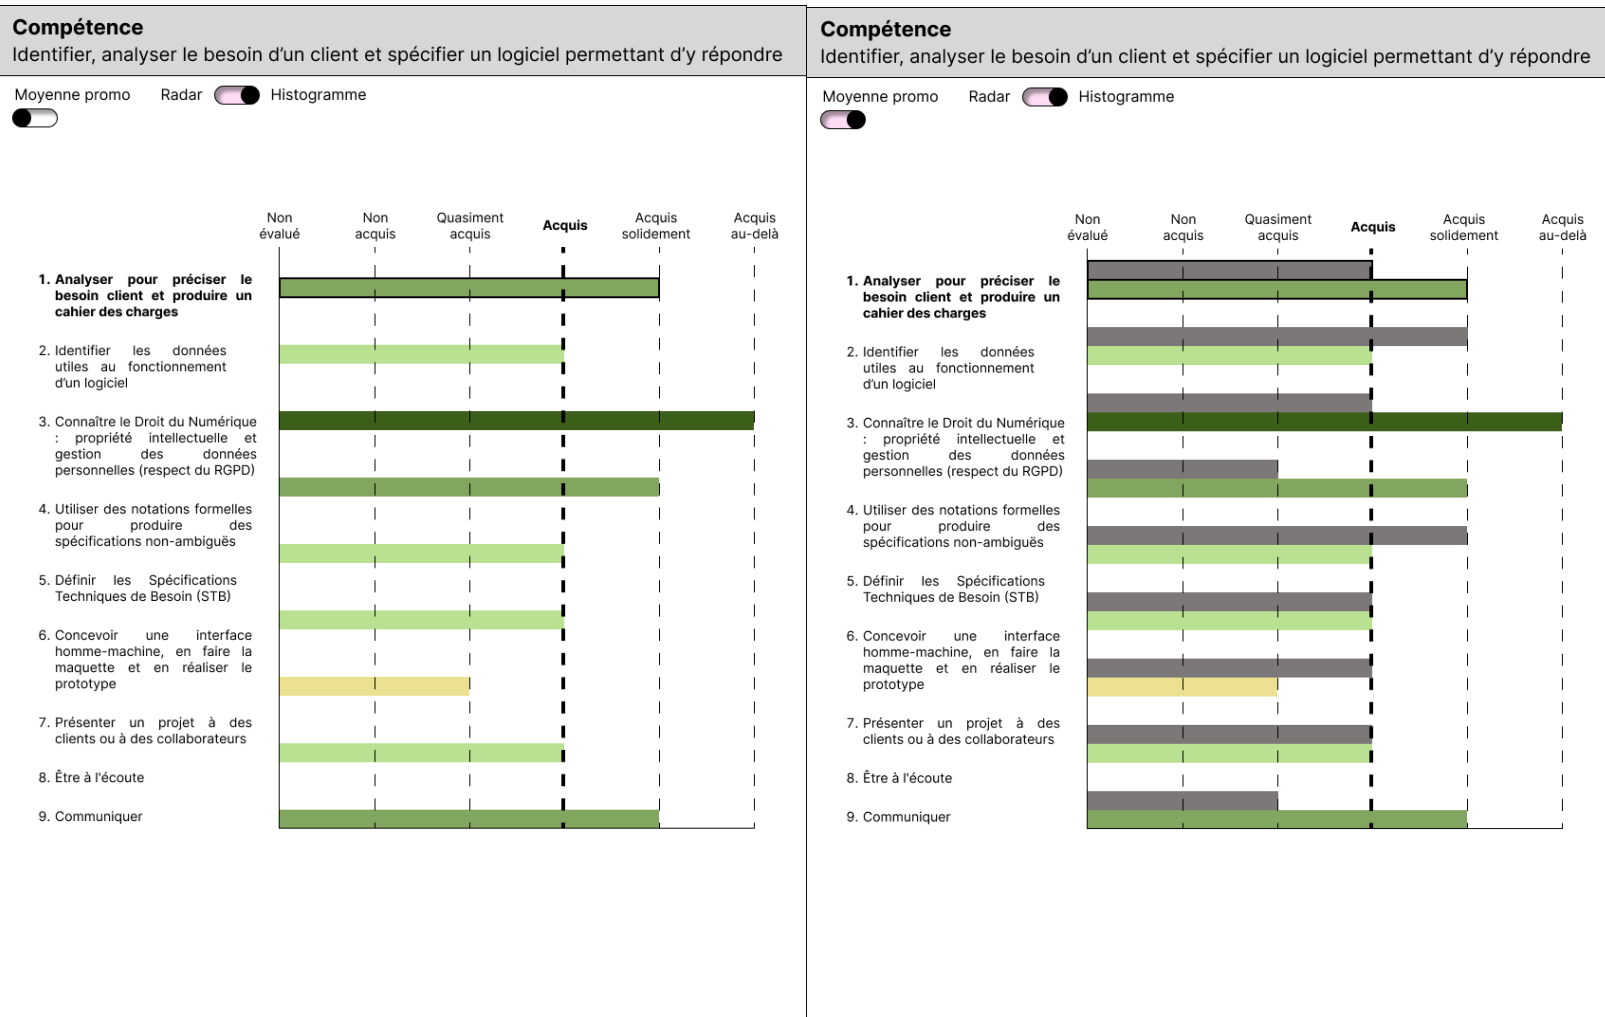 Compétence
Identifier, analyser le besoin d’un client et spécifier un logiciel permettant d’y répondre
Moyenne promo Radar Histogramme
Non évalué
Non acquis
Quasiment acquis
Acquis
Acquis solidement
Acquis au-delà
1. Analyser pour préciser le
besoin client et produire un
cahier des charges
2. Identifier les données
utiles au fonctionnement
d’un logiciel
3. Connaître le Droit du Numérique
: propriété intellectuelle et
gestion des données
personnelles (respect du RGPD)
4. Utiliser des notations formelles
pour produire des
spécifications non-ambiguës
5. Définir les Spécifications
Techniques de Besoin (STB)
6. Concevoir une interface
homme-machine, en faire la
maquette et en réaliser le
prototype
7. Présenter un projet à des
clients ou à des collaborateurs
8. Être à l'écoute
9. Communiquer
Compétence
Identifier, analyser le besoin d’un client et spécifier un logiciel permettant d’y répondre
Moyenne promo Radar Histogramme
Non évalué
Non acquis
Quasiment acquis
Acquis
Acquis solidement
Acquis au-delà
1. Analyser pour préciser le
besoin client et produire un
cahier des charges
2. Identifier les données
utiles au fonctionnement
d’un logiciel
3. Connaître le Droit du Numérique
: propriété intellectuelle et
gestion des données
personnelles (respect du RGPD)
4. Utiliser des notations formelles
pour produire des
spécifications non-ambiguës
5. Définir les Spécifications
Techniques de Besoin (STB)
6. Concevoir une interface
homme-machine, en faire la
maquette et en réaliser le
prototype
7. Présenter un projet à des
clients ou à des collaborateurs
8. Être à l'écoute
9. Communiquer